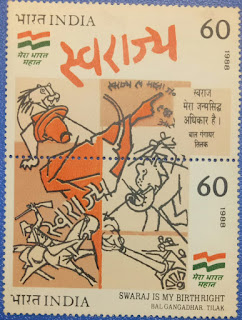 भारत INDIA 60
1988
मेरा भारत
महान
स्वराज्य
स्वराज
मेरा जन्मसिद्ध
अधिकार है।
बाल गंगाधर
तिलक
60
1988
स्वराज्य
मेरा भारत
महान
भारत INDIA
SWARAJ IS MY BIRTHRIGHT
BAL GANGADHAR TILAK